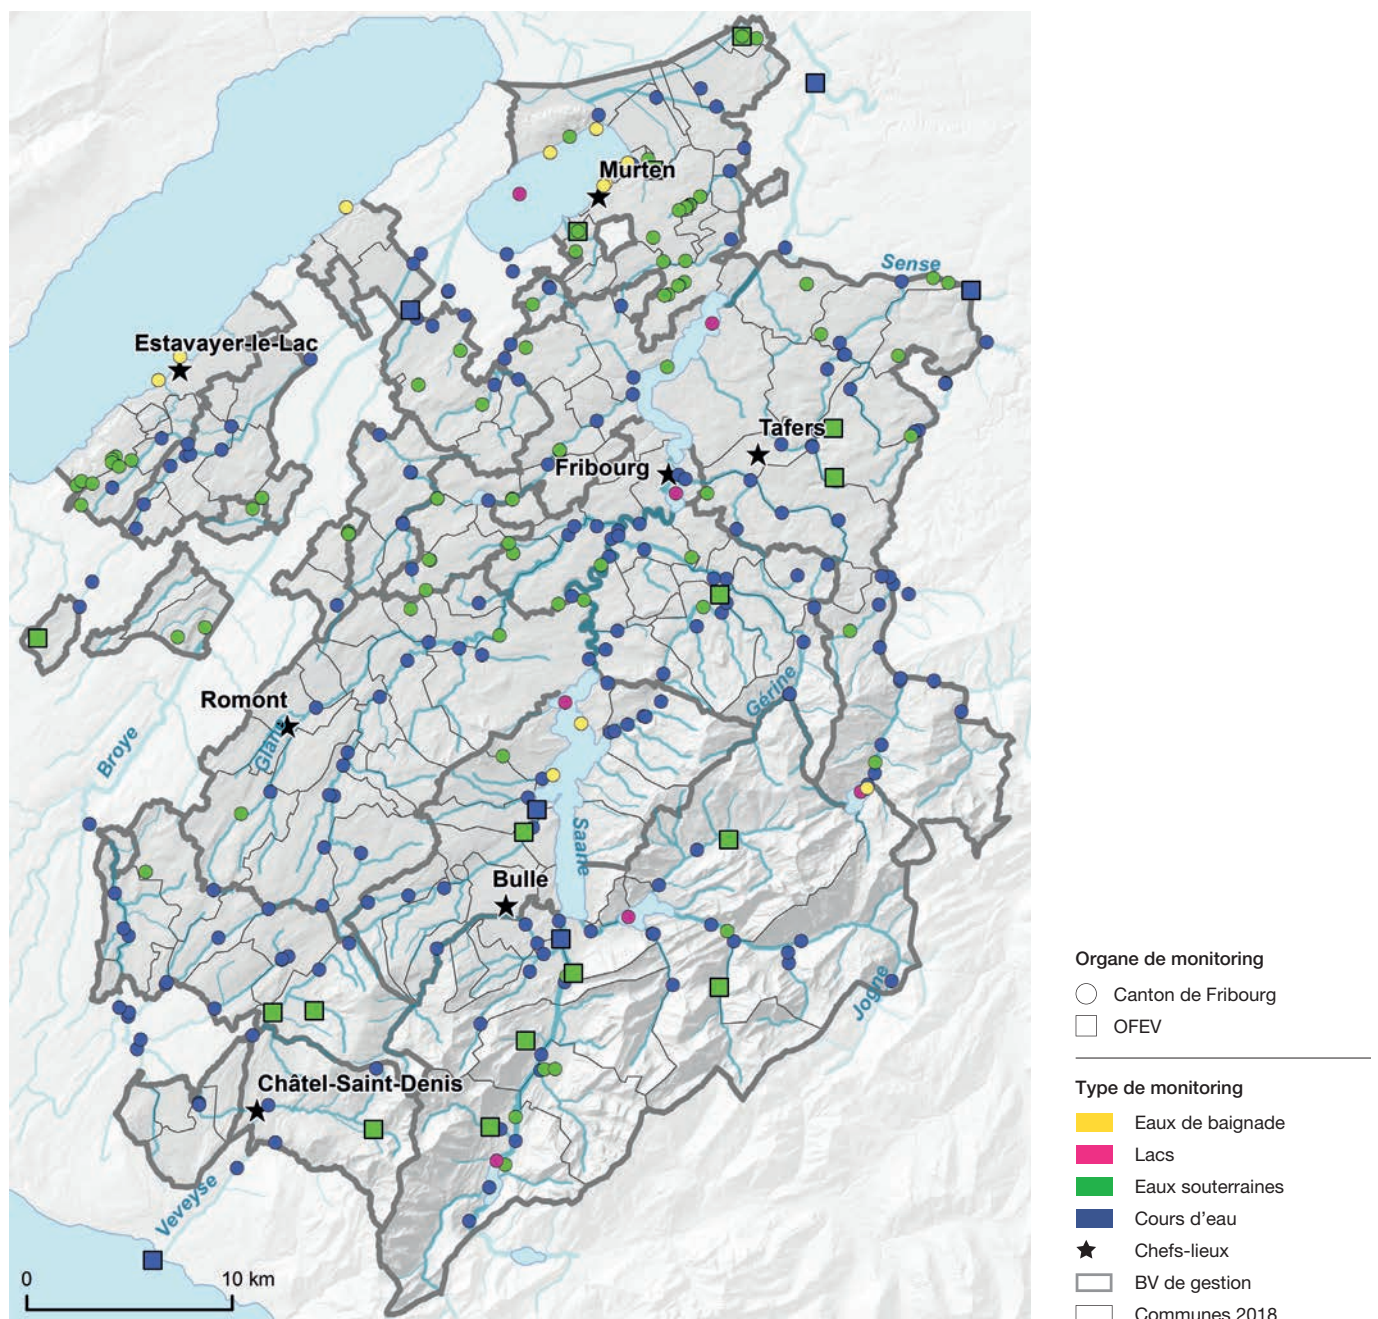 Murten
Sense
Estavayer-le-Lac
Tafers
Fribourg
Romont
Gérine
Glâne
Broye
Saane
Bulle
Jogne
Châtel-Saint-Denis
Veveyse
0 10 km
Organe de monitoring
Canton de Fribourg
OFEV
Type de monitoring
Eaux de baignade
Lacs
Eaux souterraines
Cours d'eau
Chefs-lieux
BV de gestion
Communes 2018